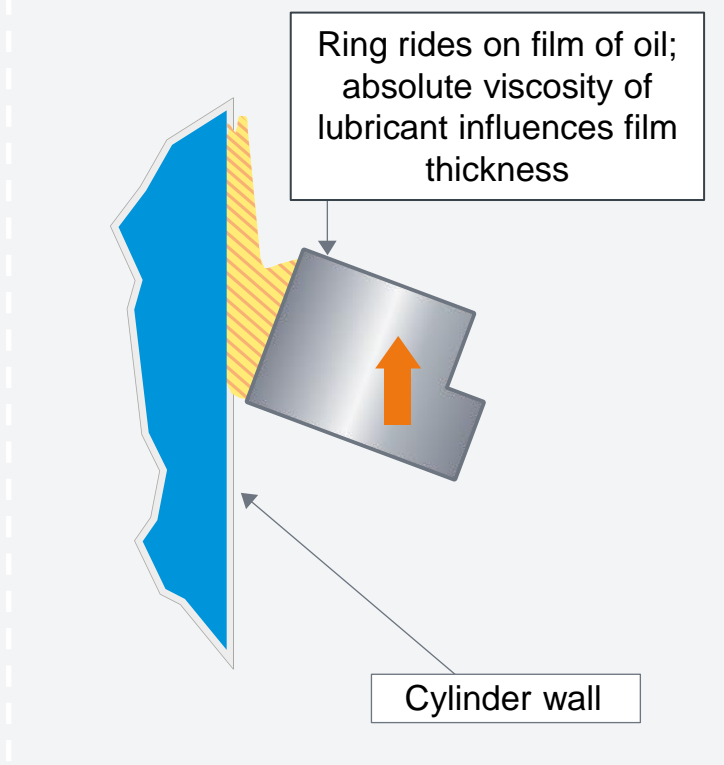 Ring rides on film of oil;
absolute viscosity of
lubricant influences film
thickness
Cylinder wall